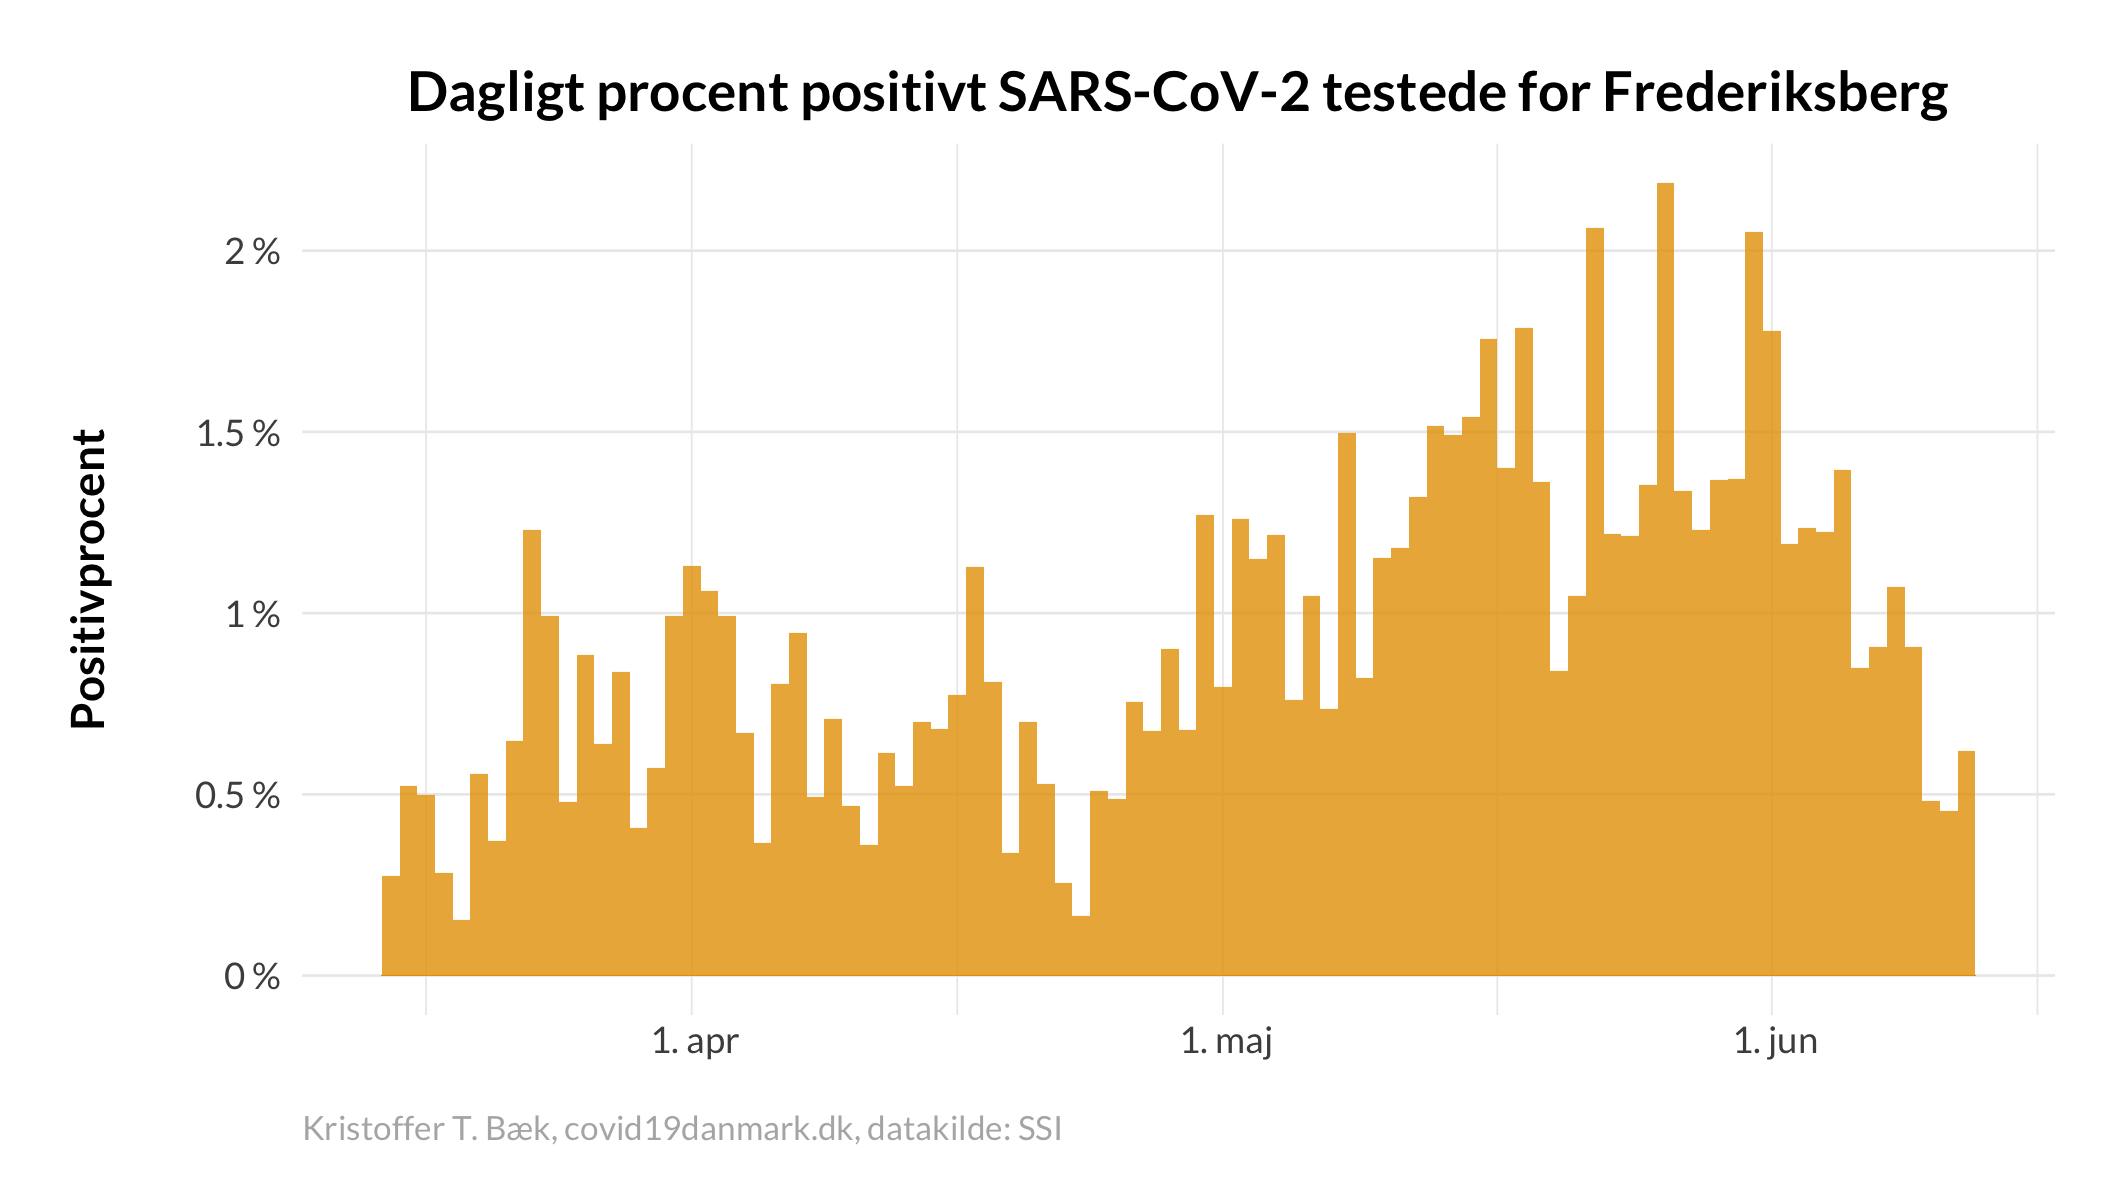 Dagligt procent positivt SARS-CoV-2 testede for Frederiksberg
Positivprocent
2 %
1.5 %
1 %
0.5 %
0 %
1. apr
1. maj
1. jun
Kristoffer T. Bæk, covid19danmark.dk, datakilde: SSI